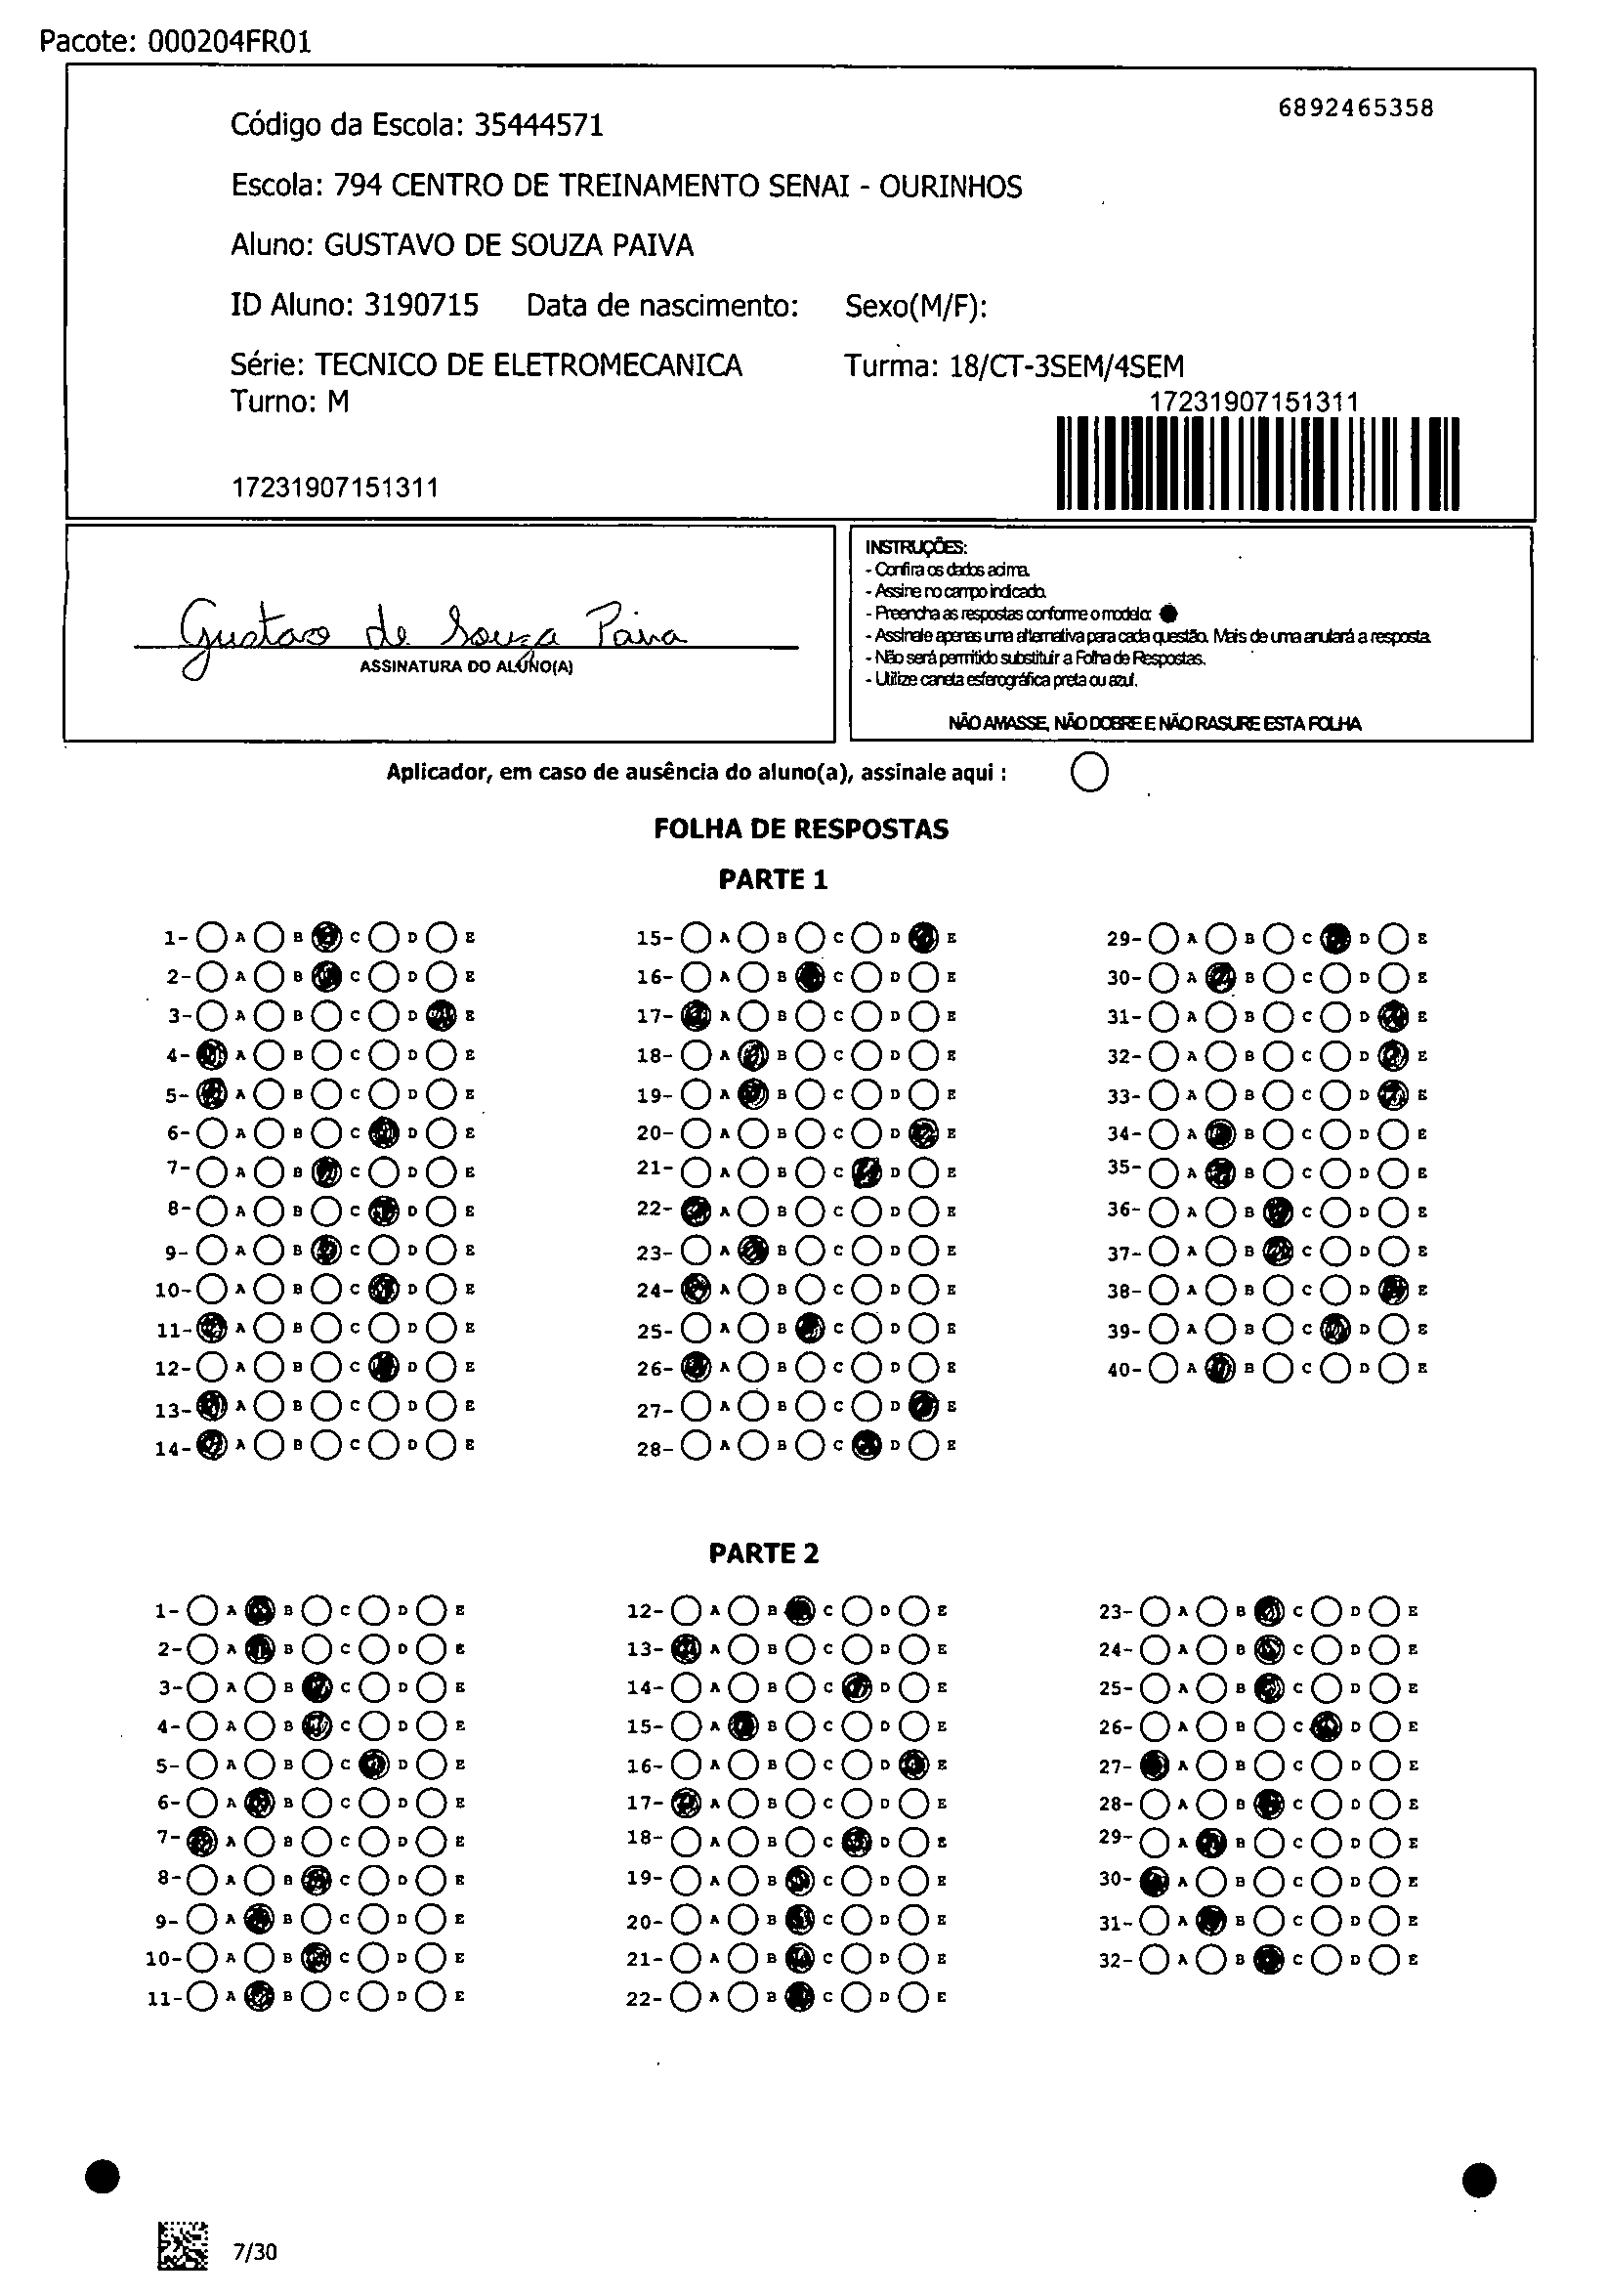 Pacote: 000204FR01
6892465358
Código da Escola: 35444571
Escola: 794 CENTRO DE TREINAMENTO SENAI - OURINHOS
Aluno: GUSTAVO DE SOUZA PAIVA
ID Aluno: 3190715 Data de nascimento: Sexo(M/F):
Série: TECNICO DE ELETROMECANICA Turma: 18/CT-3SEM/4SEM
Turno: M 17231907151311
17231907151311
Gustavo de Souza Paiva
ASSINATURA DO ALUNO(A)
INSTRUÇÕES:
- Confira os dados acima.
- Assine no campo indicado.
- Preencha as respostas conforme o modelo:
- Assinale apenas uma alternativa para cada questão. Mais de uma anulará a resposta.
- Não será permitido substituir a Folha de Respostas.
- Utilize caneta esferográfica preta ou azul.
NÃO AMASSE, NÃO DOBRE E NÃO RASURE ESTA FOLHA
Aplicador, em caso de ausência do aluno(a), assinale aqui :
FOLHA DE RESPOSTAS
PARTE 1
1- A B C D E 15- A B C D E 29- A B C D E
2- A B C D E 16- A B C D E 30- A B C D E
3- A B C D E 17- A B C D E 31- A B C D E
4- A B C D E 18- A B C D E 32- A B C D E
5- A B C D E 19- A B C D E 33- A B C D E
6- A B C D E 20- A B C D E 34- A B C D E
7- A B C D E 21- A B C D E 35- A B C D E
8- A B C D E 22- A B C D E 36- A B C D E
9- A B C D E 23- A B C D E 37- A B C D E
10- A B C D E 24- A B C D E 38- A B C D E
11- A B C D E 25- A B C D E 39- A B C D E
12- A B C D E 26- A B C D E 40- A B C D E
13- A B C D E 27- A B C D E
14- A B C D E 28- A B C D E
PARTE 2
1- A B C D E 12- A B C D E 23- A B C D E
2- A B C D E 13- A B C D E 24- A B C D E
3- A B C D E 14- A B C D E 25- A B C D E
4- A B C D E 15- A B C D E 26- A B C D E
5- A B C D E 16- A B C D E 27- A B C D E
6- A B C D E 17- A B C D E 28- A B C D E
7- A B C D E 18- A B C D E 29- A B C D E
8- A B C D E 19- A B C D E 30- A B C D E
9- A B C D E 20- A B C D E 31- A B C D E
10- A B C D E 21- A B C D E 32- A B C D E
11- A B C D E 22- A B C D E
7/30